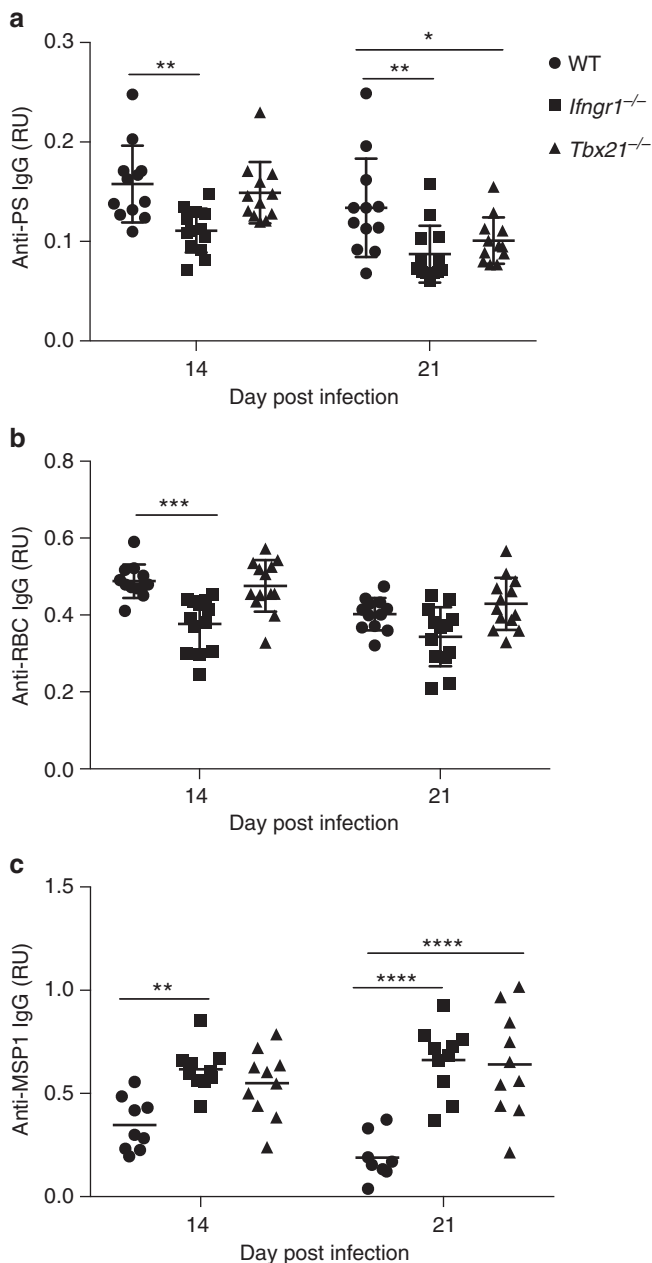 a
0.3
0.2
0.1
0.0
Anti-PS IgG (RU)
**
*
**
WT
Ifngr1–/–
Tbx21–/–
14
21
Day post infection
b
0.8
0.6
0.4
0.2
0.0
Anti-RBC IgG (RU)
***
14
21
Day post infection
c
1.5
1.0
0.5
0.0
Anti-MSP1 IgG (RU)
**
****
****
14
21
Day post infection